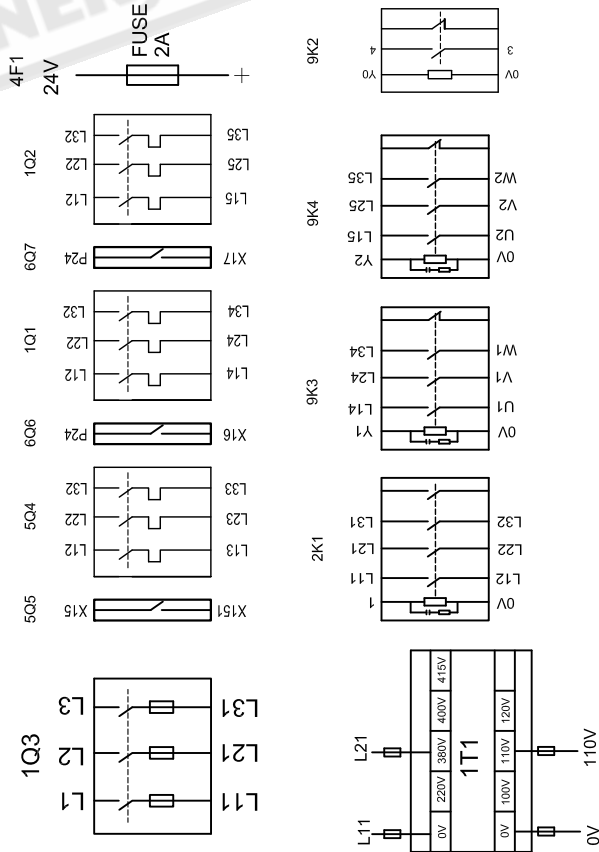 4F1
24V
FUSE
2A
+
1Q2
L32 L35
L22 L25
L12 L15
6Q7
P24 X17
1Q1
L32 L34
L22 L24
L12 L14
6Q6
P24 X16
5Q4
L32 L33
L22 L23
L12 L13
5Q5
X15 X151
1Q3
L3 L31
L2 L21
L1 L11
9K2
4 3
Y0 0V
9K4
L35 W2
L25 V2
L15 U2
Y2 0V
9K3
L34 W1
L24 V1
L14 U1
Y1 0V
2K1
L31 L32
L21 L22
L11 L12
1 0V
L11 L21
0V 220V 380V 400V 415V
1T1
0V 100V 110V 120V
0V 110V